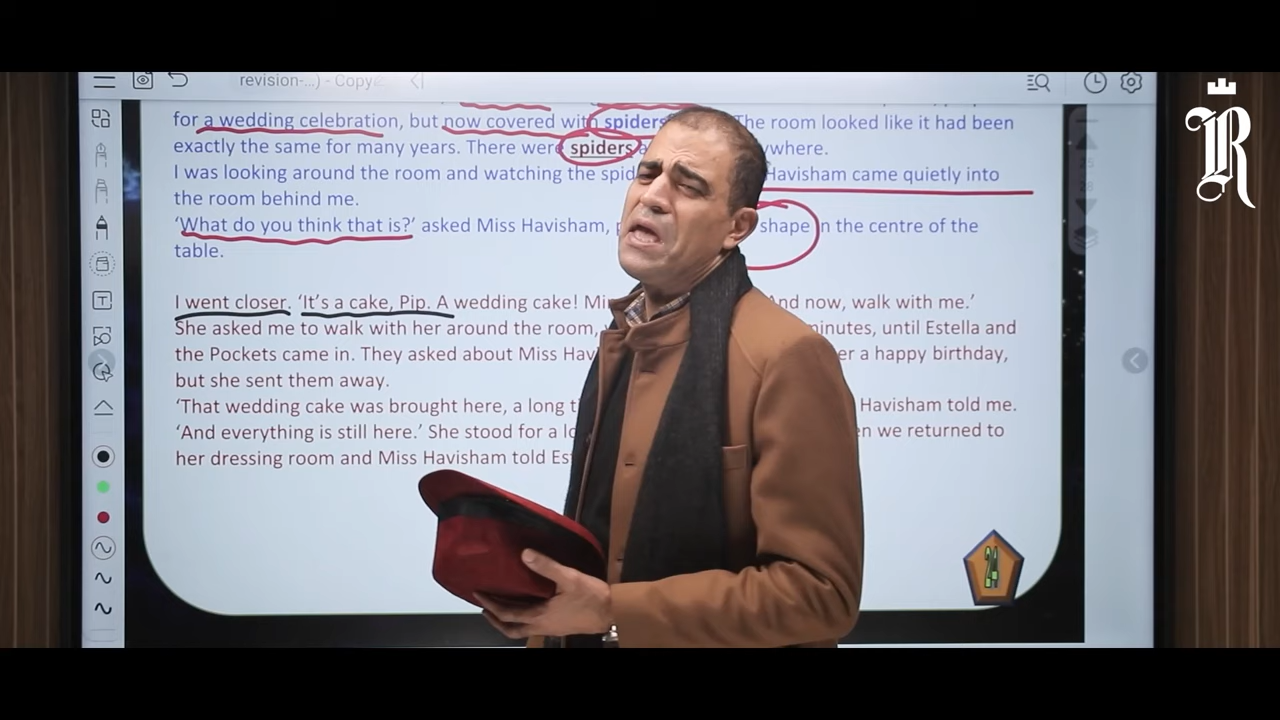 revision-...) - Copy
for a wedding celebration, but now covered with spiders The room looked like it had been
exactly the same for many years. There were spiders ywhere.
I was looking around the room and watching the spid Havisham came quietly into
the room behind me.
‘What do you think that is?’ asked Miss Havisham, shape n the centre of the
table.
I went closer. ‘It’s a cake, Pip. A wedding cake! Min And now, walk with me.’
She asked me to walk with her around the room, minutes, until Estella and
the Pockets came in. They asked about Miss Hav er a happy birthday,
but she sent them away.
‘That wedding cake was brought here, a long ti Havisham told me.
‘And everything is still here.’ She stood for a lo en we returned to
her dressing room and Miss Havisham told Est
24
R